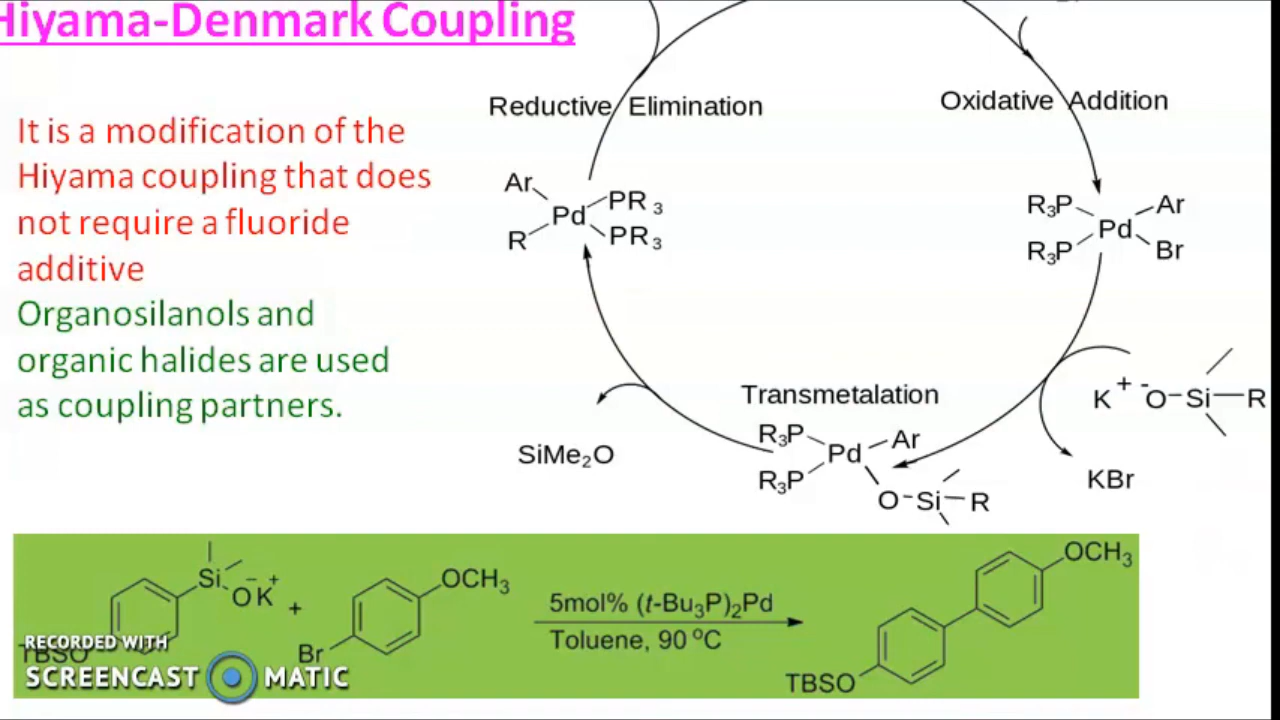 Hiyama-Denmark Coupling
It is a modification of the
Hiyama coupling that does
not require a fluoride
additive
Organosilanols and
organic halides are used
as coupling partners.
Reductive Elimination
Oxidative Addition
Ar
Pd
PR3
R
PR3
R3P
Ar
Pd
R3P
Br
Transmetalation
K+ -O-Si-R
KBr
R3P
Ar
Pd
R3P
O-Si-R
SiMe2O
Si
OK
- +
+
TBSO
OCH3
Br
5mol% (t-Bu3P)2Pd
Toluene, 90 oC
OCH3
TBSO
RECORDED WITH
SCREENCAST MATIC